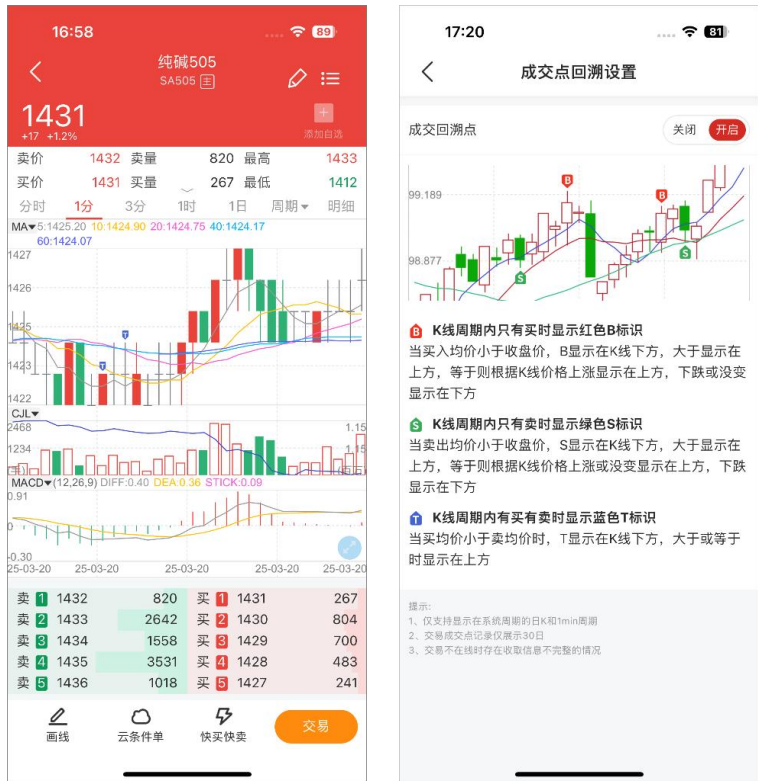 16:58
89
纯碱505
SA505 主
1431
+17 +1.2%
添加自选
卖价 1432 卖量 820 最高 1433
买价 1431 买量 267 最低 1412
分时 1分 3分 1时 1日 周期▼ 明细
MA▼5:1425.20 10:1424.90 20:1424.75 40:1424.17
60:1424.07
1427
1426
1425
T
T
1423
1422
CJL▼
2468 1.15
1234 1.15
MACD▼(12,26,9) DIFF:0.40 DEA:0.36 STICK:0.09
0.91
0
-0.30
25-03-20 25-03-20 25-03-20 25-03-20 25-03-20
卖 1 1432 820 买 1 1431 267
卖 2 1433 2642 买 2 1430 804
卖 3 1434 1558 买 3 1429 700
卖 4 1435 3531 买 4 1428 483
卖 5 1436 1018 买 5 1427 241
画线 云条件单 快买快卖 交易
17:20
81
成交点回溯设置
成交回溯点 关闭 开启
99.189
98.877
B
B
S
S
B K线周期内只有买时显示红色B标识
当买入均价小于收盘价，B显示在K线下方，大于显示在
上方，等于则根据K线价格上涨显示在上方，下跌或没变
显示在下方
S K线周期内只有卖时显示绿色S标识
当卖出均价小于收盘价，S显示在K线下方，大于显示在
上方，等于则根据K线价格上涨或没变显示在上方，下跌
显示在下方
T K线周期内有买有卖时显示蓝色T标识
当买均价小于卖均价时，T显示在K线下方，大于或等于
时显示在上方
提示:
1、仅支持显示在系统周期的日K和1min周期
2、交易成交点记录仅展示30日
3、交易不在线时存在收取信息不完整的情况